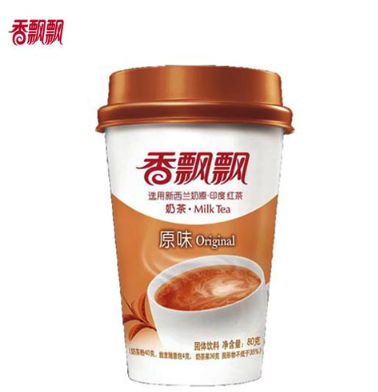 香飘飘
香飘飘
选用新西兰奶源·印度红茶
奶茶·Milk Tea
原味 Original
固体饮料 净含量：80克